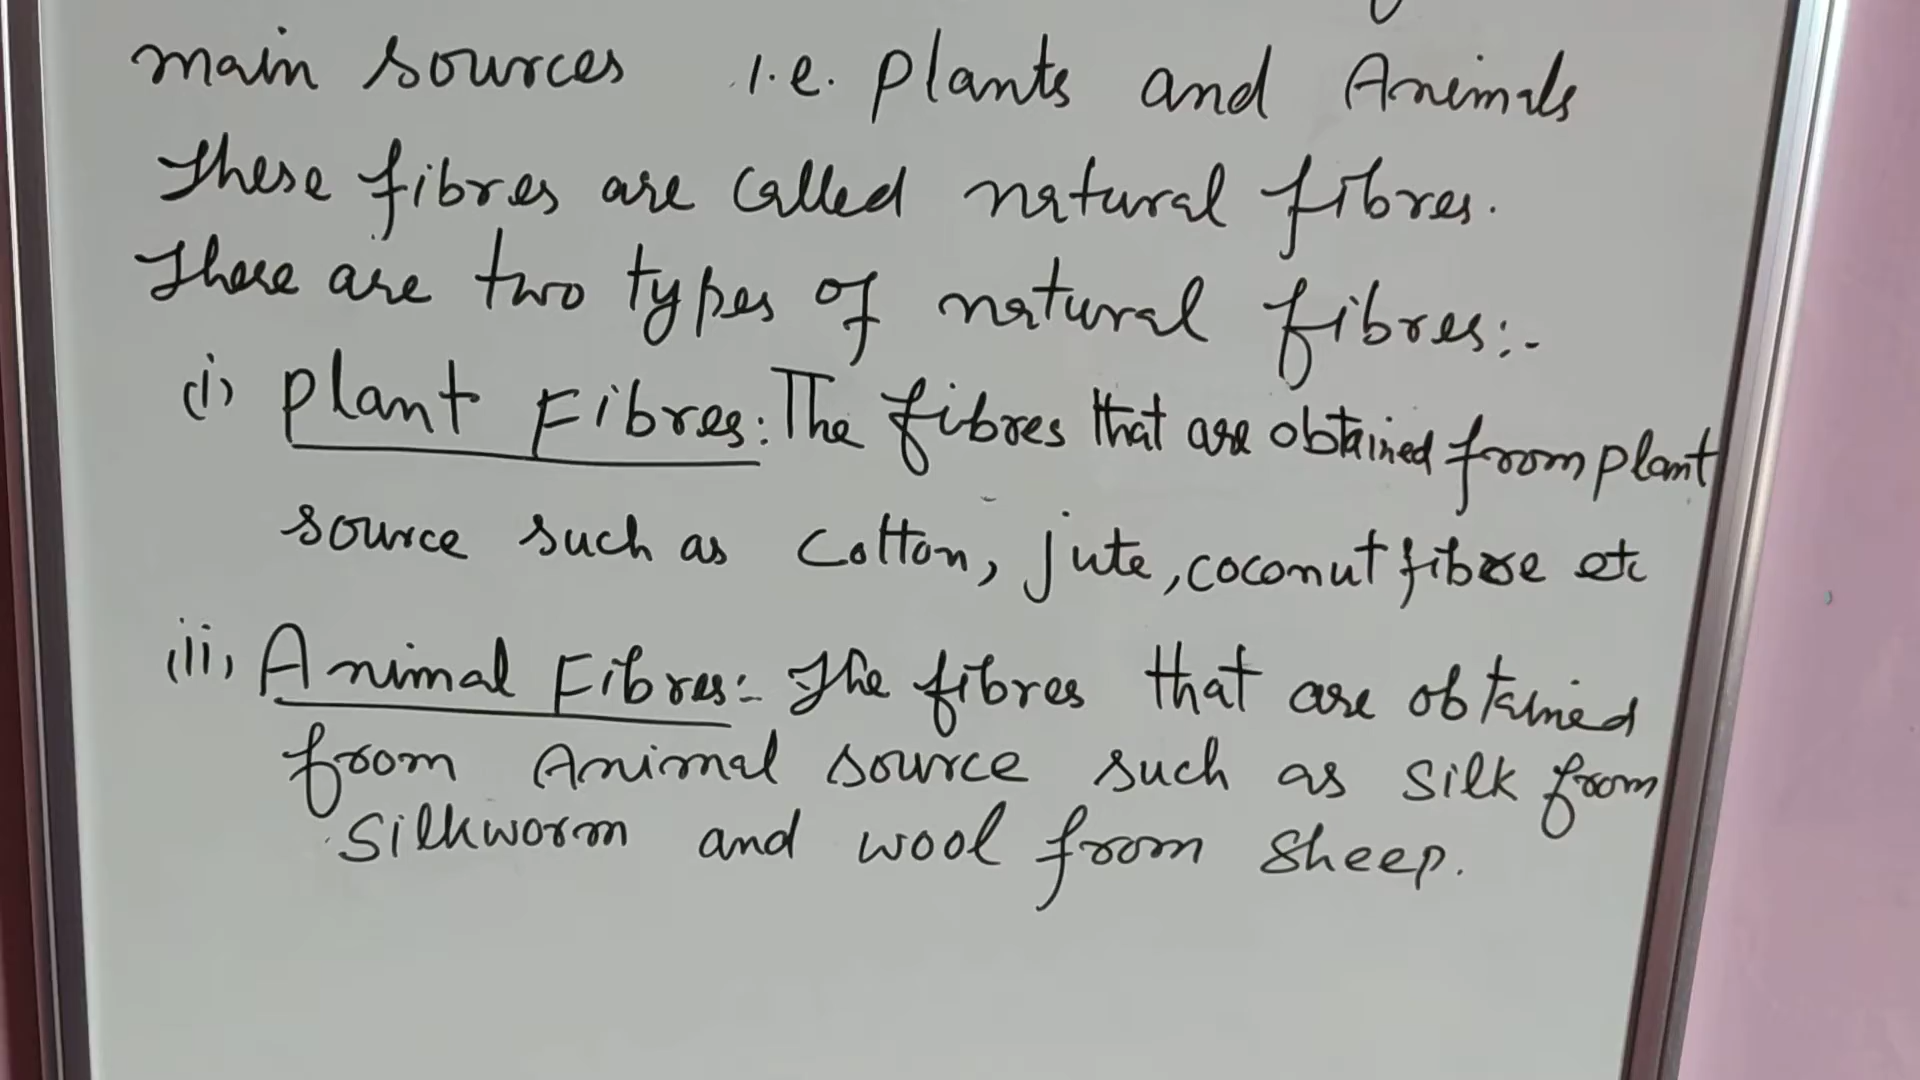 main sources i.e. plants and Animals
These fibres are called natural fibres.
There are two types of natural fibres:-
(i) Plant Fibres: The fibres that are obtained from plant
source such as Cotton, jute, coconut fibre etc
(ii) Animal Fibres:- The fibres that are obtained
from Animal source such as silk from
silkworm and wool from sheep.